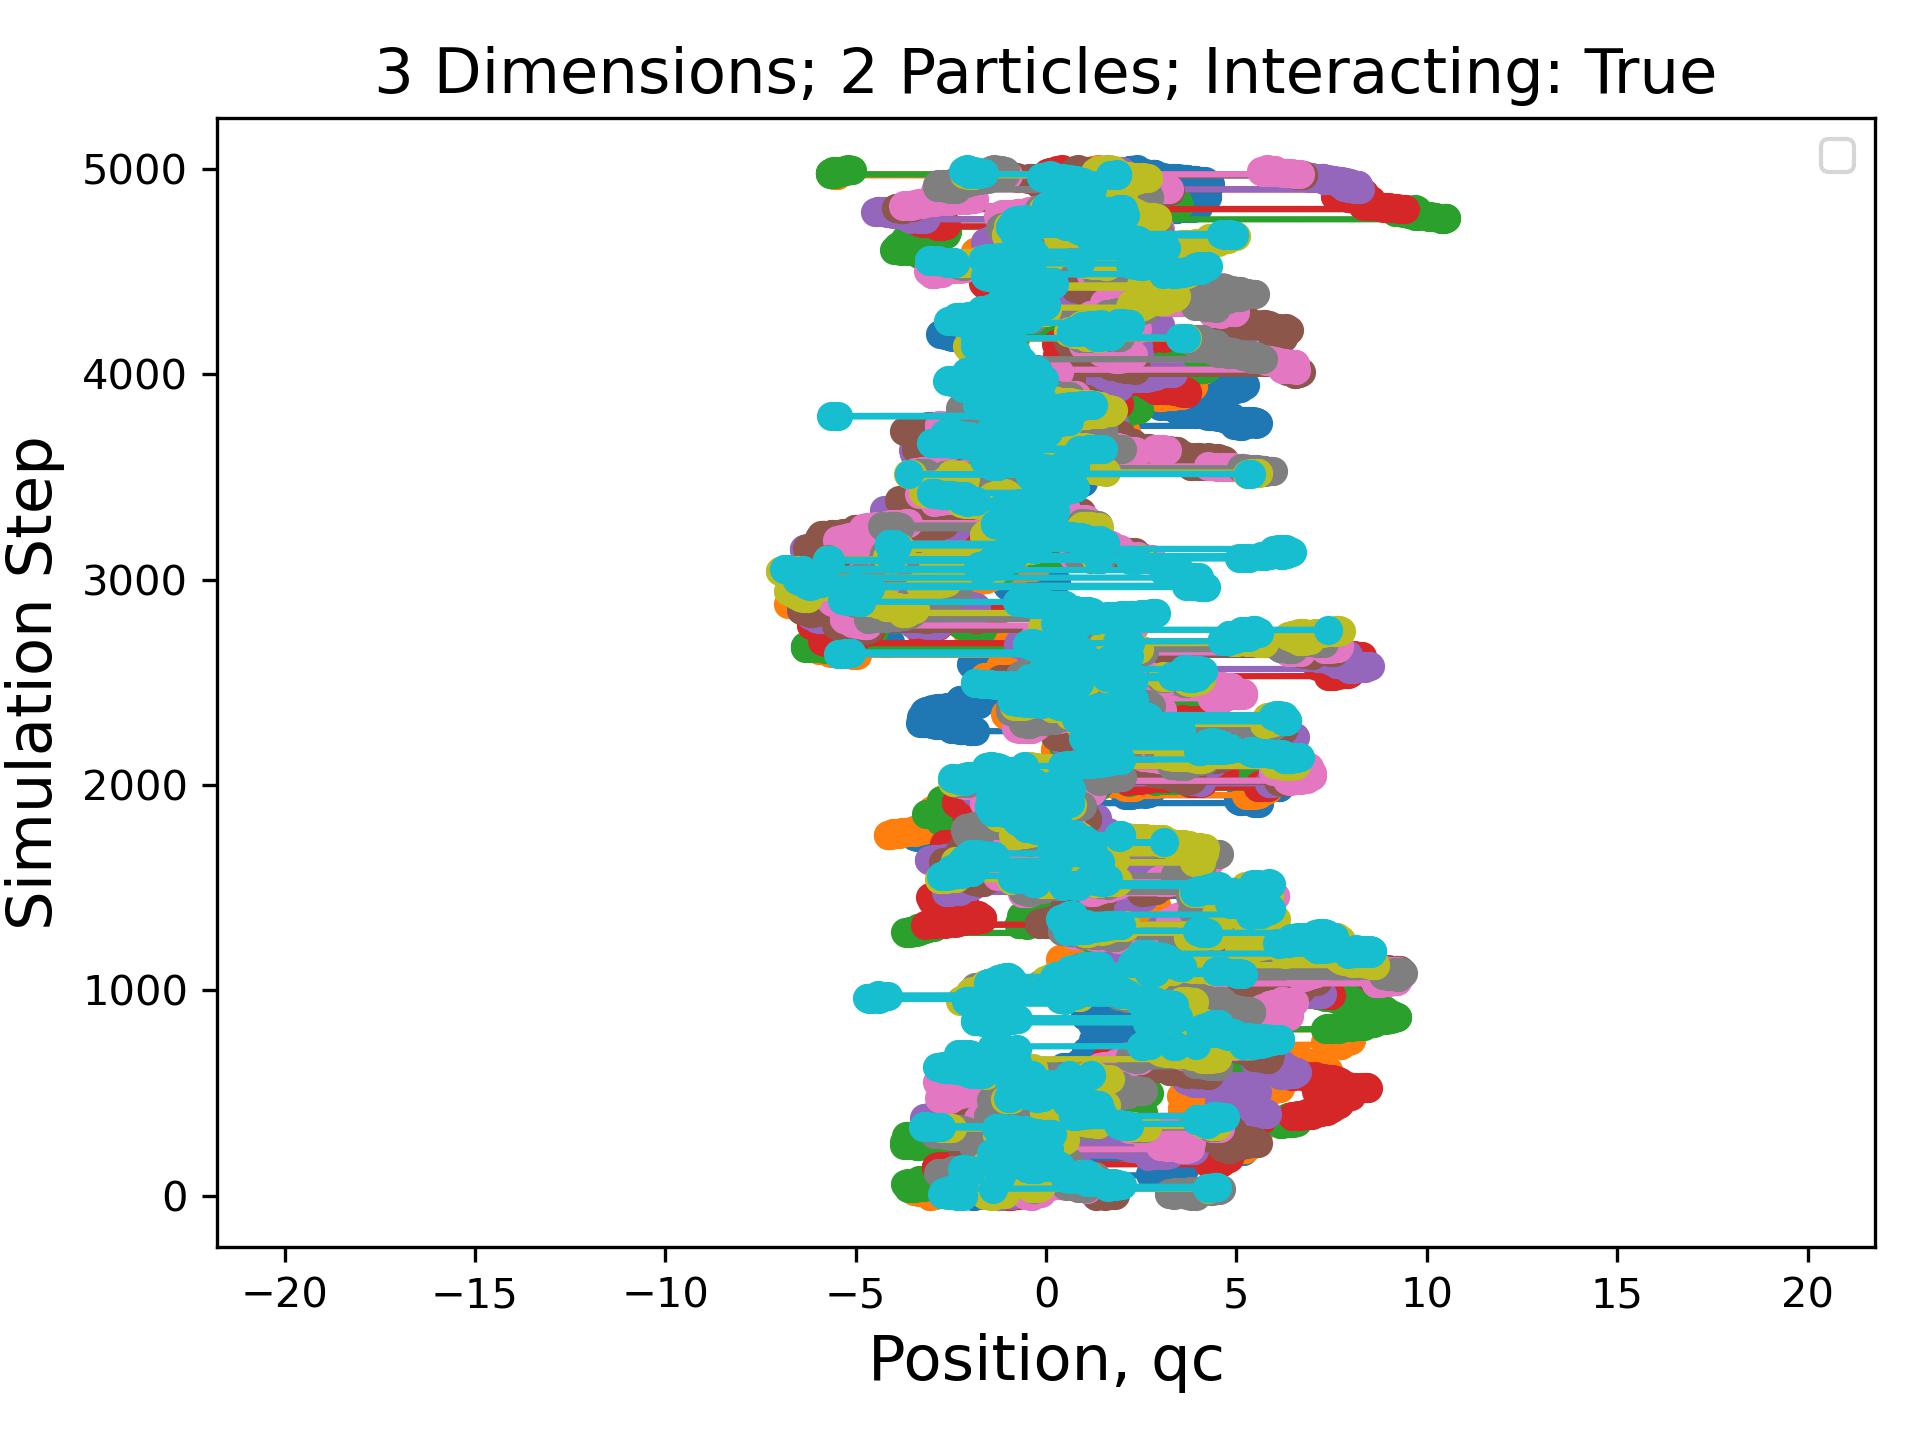 3 Dimensions; 2 Particles; Interacting: True
Simulation Step
5000
4000
3000
2000
1000
0
−20 −15 −10 −5 0 5 10 15 20
Position, qc